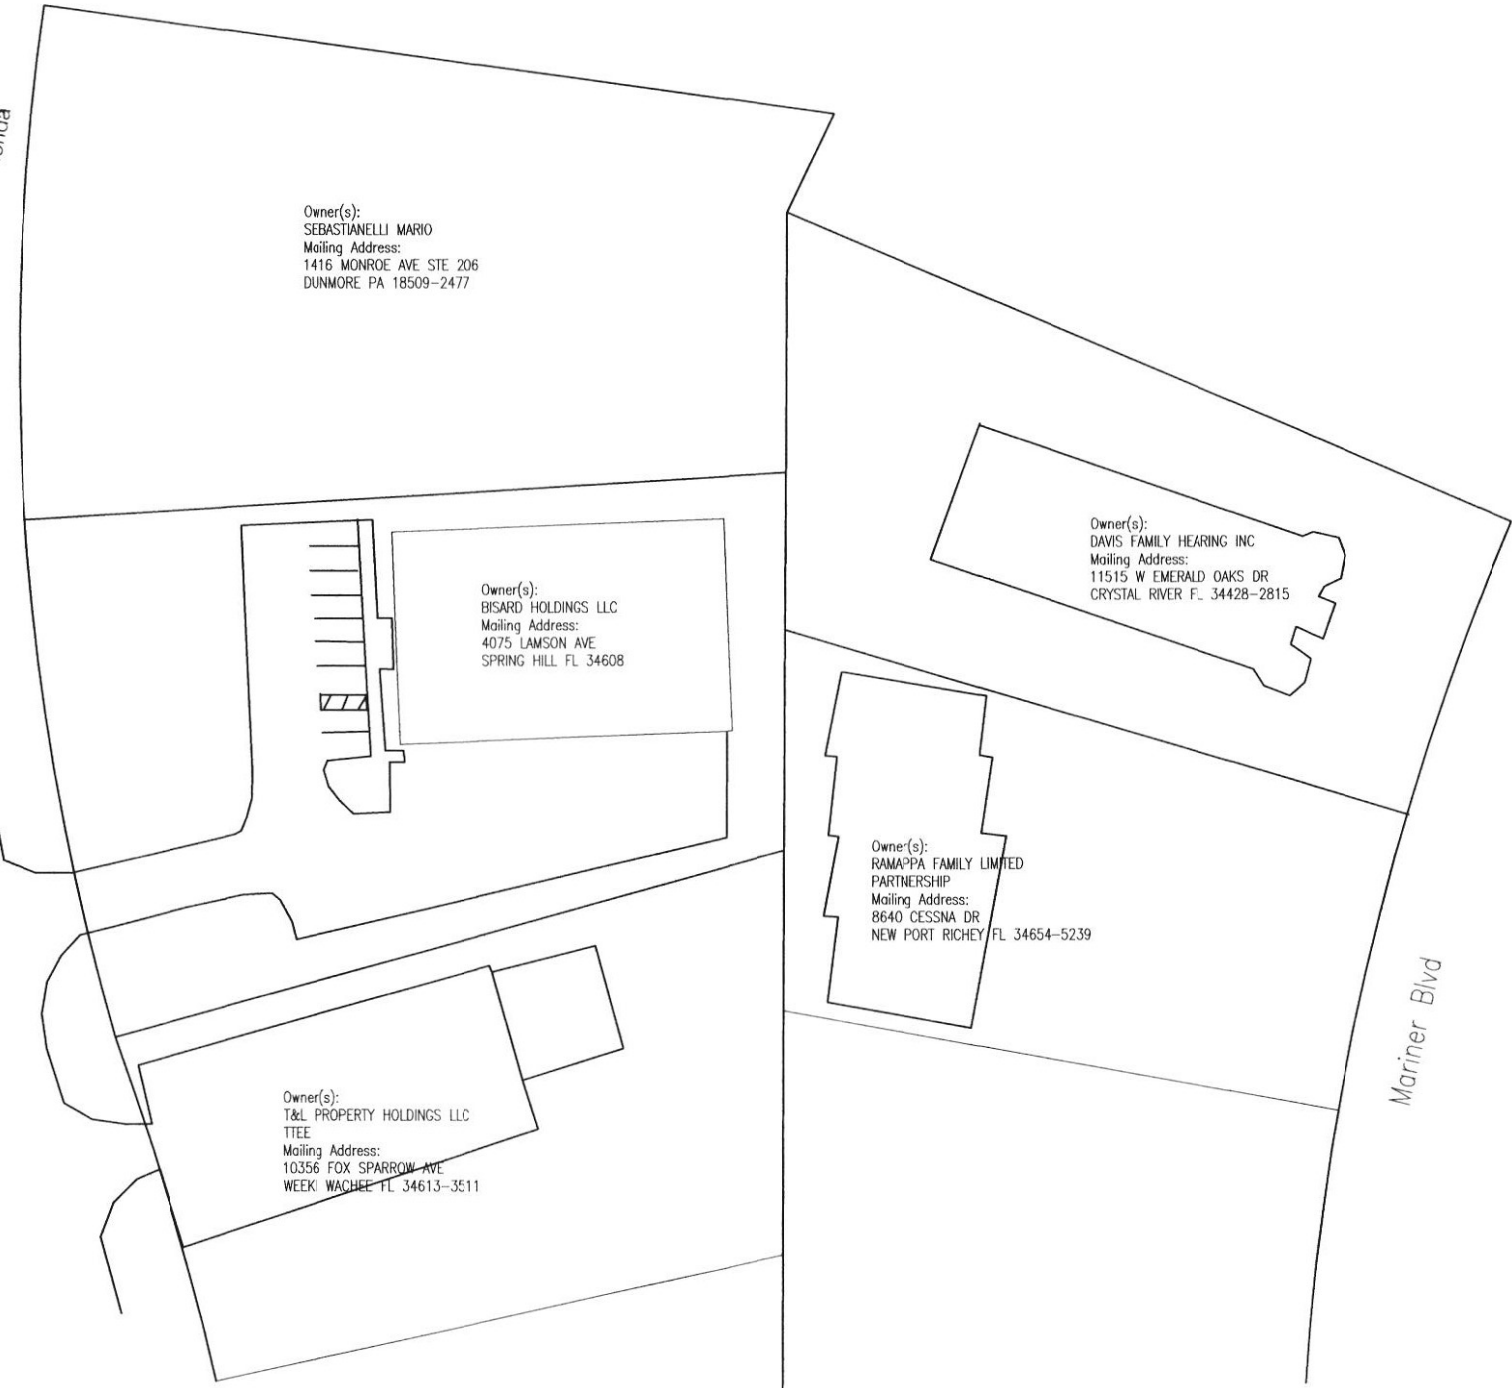 Owner(s):
SEBASTIANELLI MARIO
Mailing Address:
1416 MONROE AVE STE 206
DUNMORE PA 18509-2477
Owner(s):
DAVIS FAMILY HEARING INC
Mailing Address:
11515 W EMERALD OAKS DR
CRYSTAL RIVER FL 34428-2815
Owner(s):
BISARD HOLDINGS LLC
Mailing Address:
4075 LAMSON AVE
SPRING HILL FL 34608
Owner(s):
RAMAPPA FAMILY LIMITED
PARTNERSHIP
Mailing Address:
8640 CESSNA DR
NEW PORT RICHEY FL 34654-5239
Mariner Blvd
Owner(s):
T&L PROPERTY HOLDINGS LLC
TTEE
Mailing Address:
10356 FOX SPARROW AVE
WEEKI WACHEE FL 34613-3511